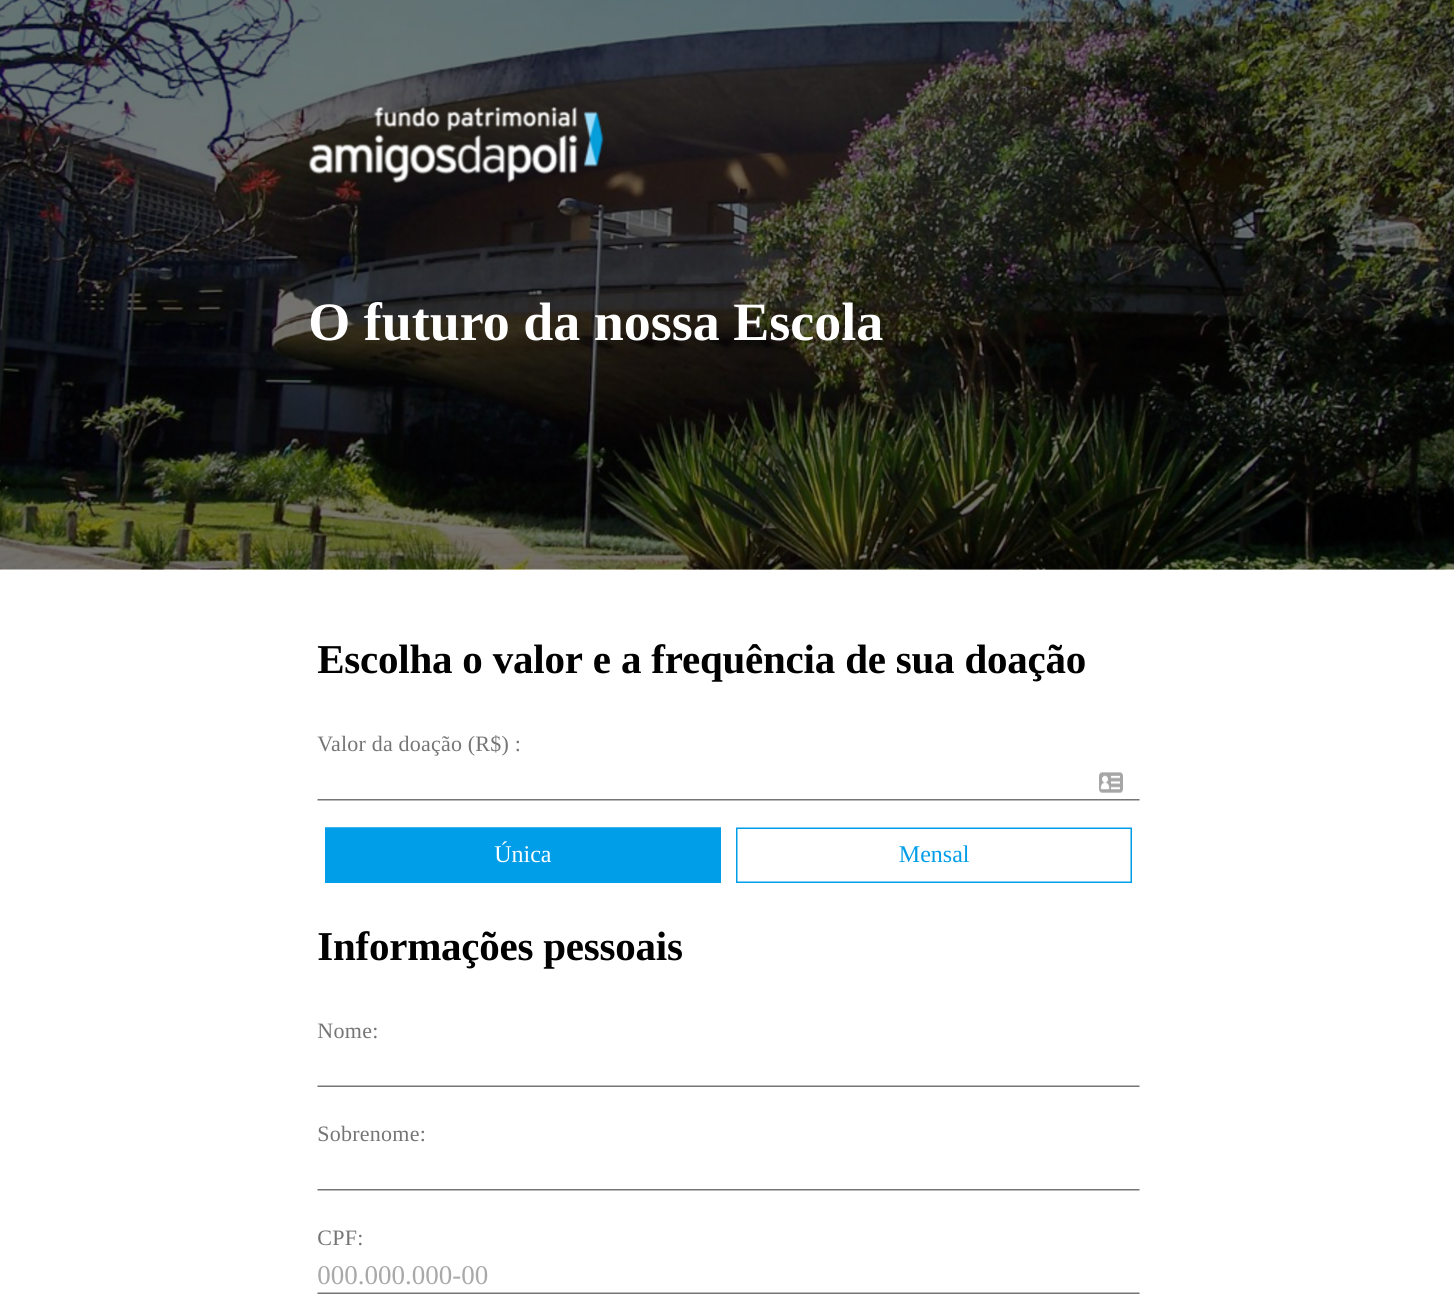 fundo patrimonial
amigosdapoli
O futuro da nossa Escola
Escolha o valor e a frequência de sua doação
Valor da doação (R$) :
Única
Mensal
Informações pessoais
Nome:
Sobrenome:
CPF:
000.000.000-00